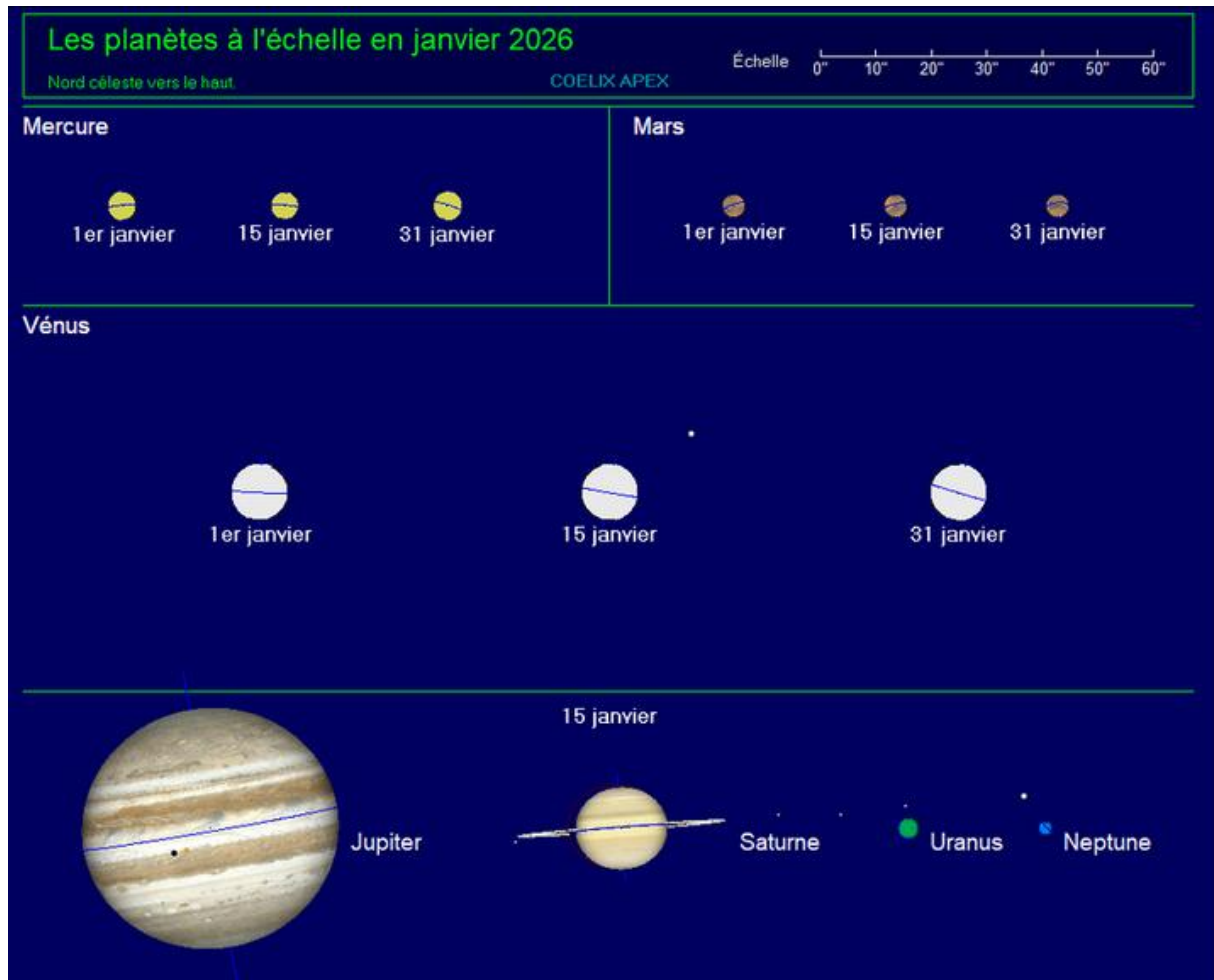 Les planètes à l'échelle en janvier 2026
Échelle 0" 10" 20" 30" 40" 50" 60"
Nord céleste vers le haut. COELIX APEX
Mercure
1er janvier 15 janvier 31 janvier
Mars
1er janvier 15 janvier 31 janvier
Vénus
1er janvier 15 janvier 31 janvier
15 janvier
Jupiter Saturne Uranus Neptune